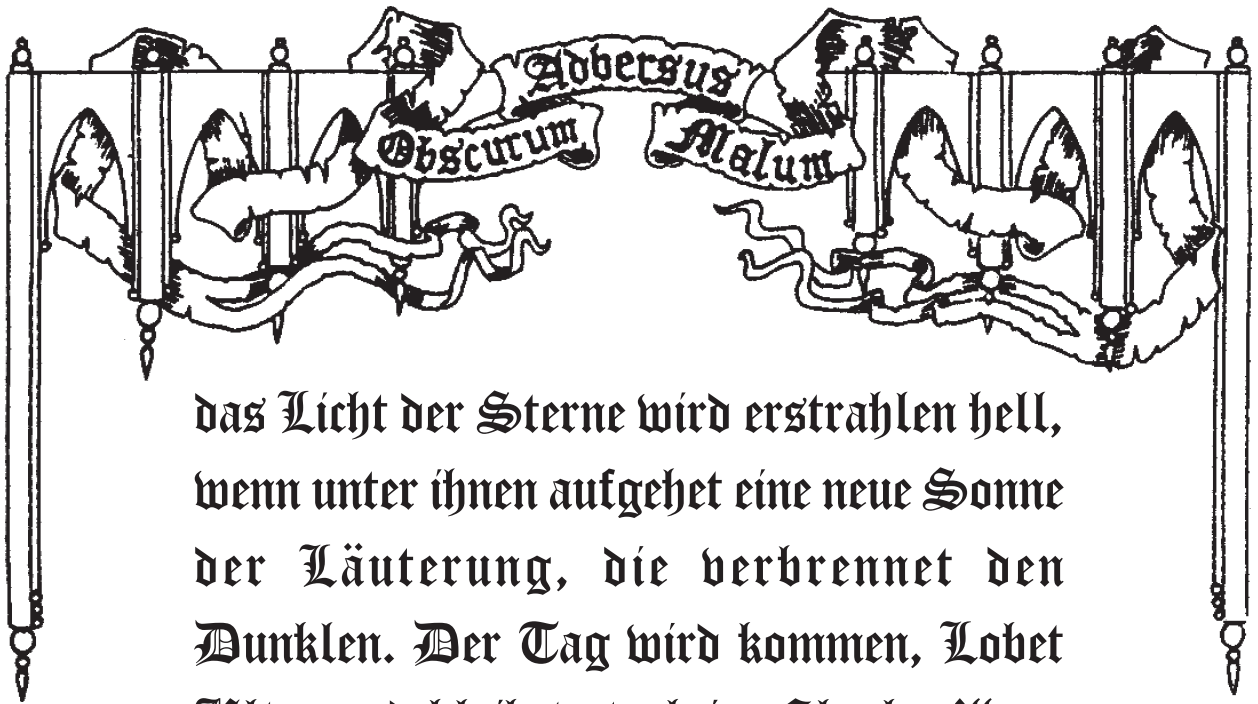 Adversus
Obscurum Malum
das Licht der Sterne wird erstrahlen hell,
wenn unter ihnen aufgehet eine neue Sonne
der Läuterung, die verbrennet den
Dunklen. Der Tag wird kommen, Lobet